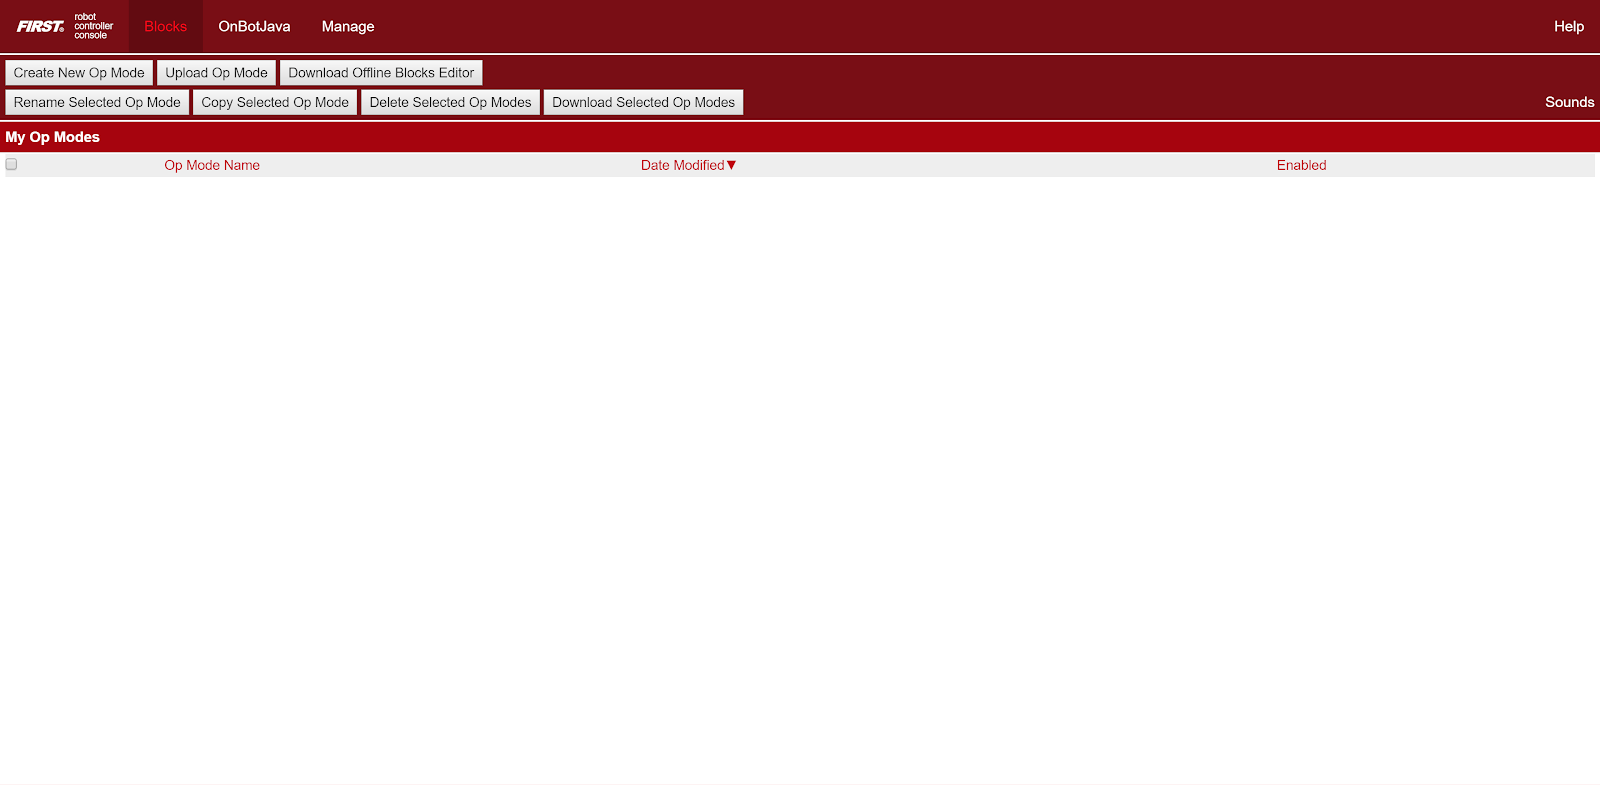 FIRST® robot controller console Blocks OnBotJava Manage Help
Create New Op Mode Upload Op Mode Download Offline Blocks Editor
Rename Selected Op Mode Copy Selected Op Mode Delete Selected Op Modes Download Selected Op Modes Sounds
My Op Modes
Op Mode Name Date Modified▼ Enabled